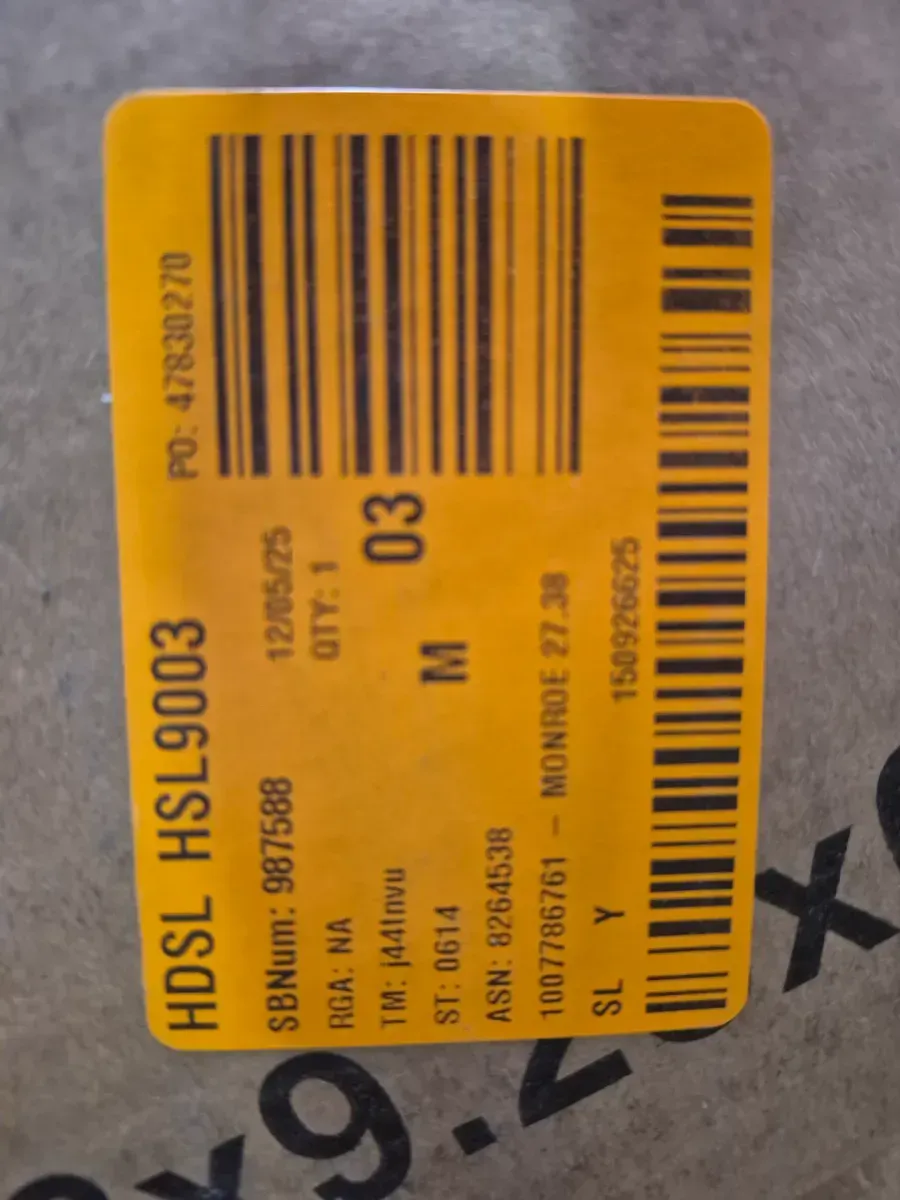 HDSL HSL9003
PO: 47830270
SBNum: 987588
12/05/25
RGA: NA
QTY: 1
TM: j44lnvu
03
ST: 0614
M
ASN: 8264538
1007786761 - MONROE 27.38
SL Y
150926625